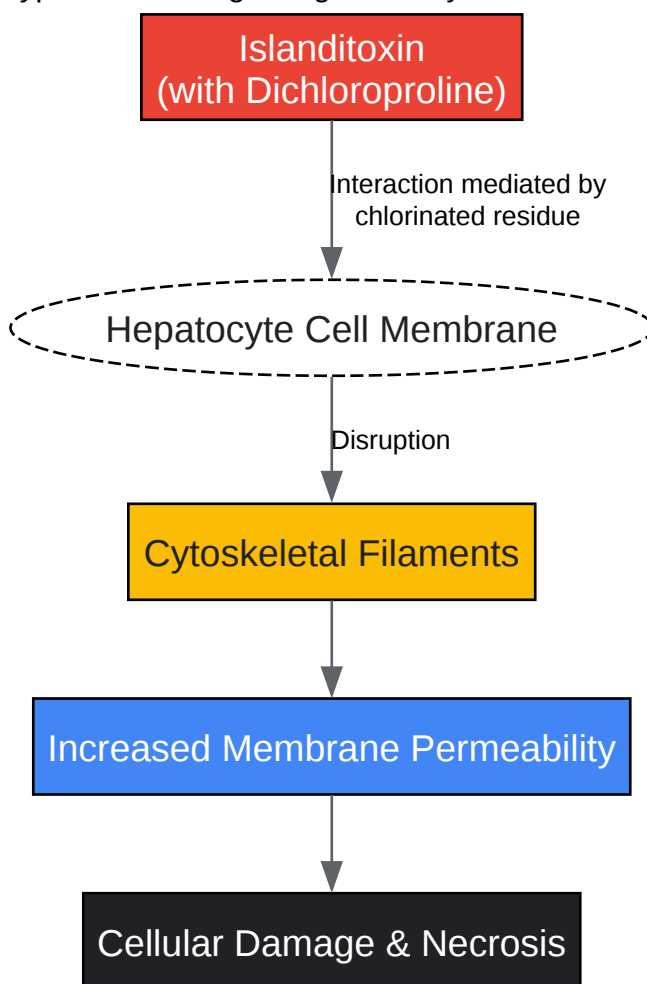 Islanditoxin
(with Dichloroproline)
Interaction mediated by
chlorinated residue
Hepatocyte Cell Membrane
Disruption
Cytoskeletal Filaments
Increased Membrane Permeability
Cellular Damage & Necrosis